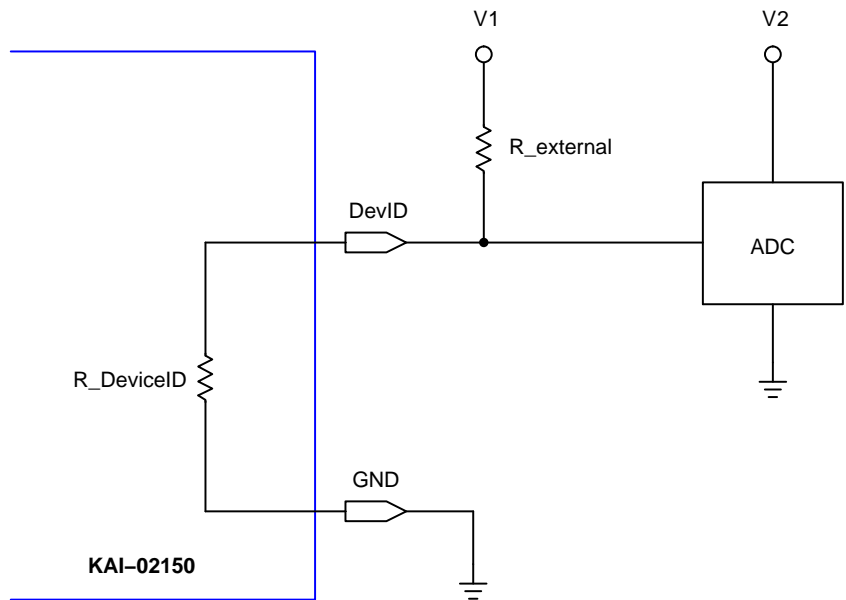 V1
V2
R_external
DevID
ADC
R_DeviceID
GND
KAI–02150